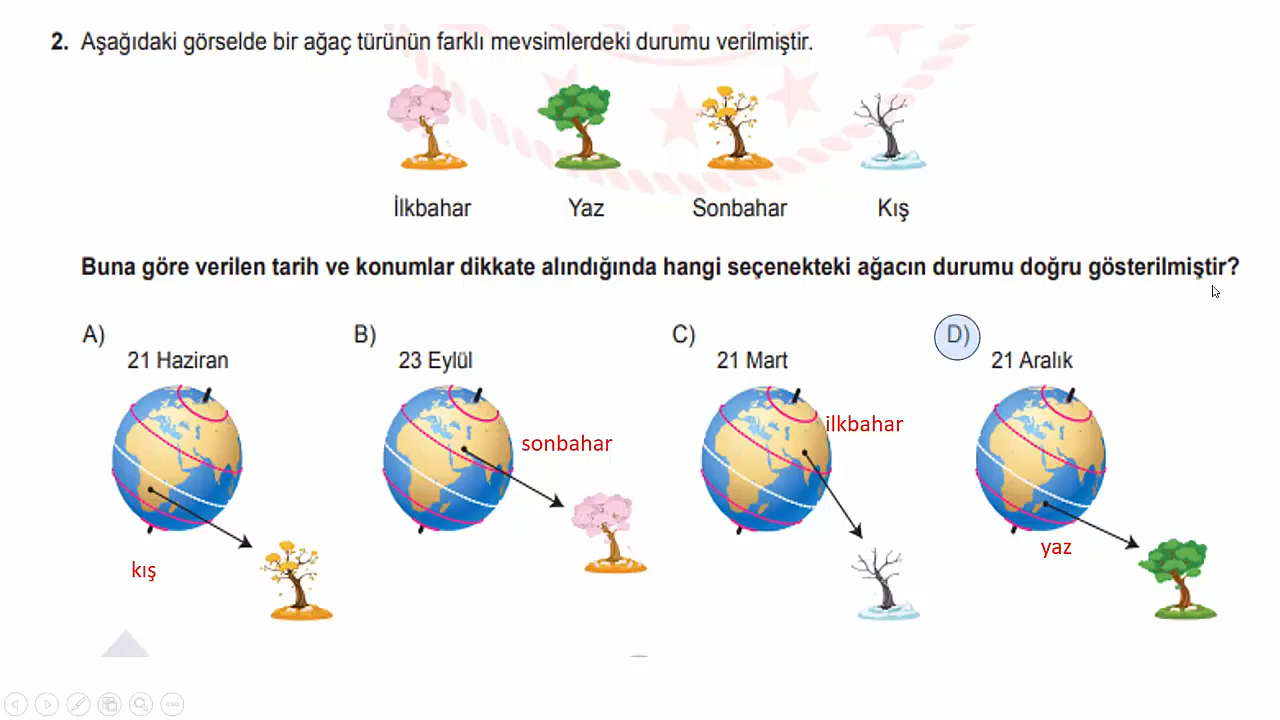 2. Aşağıdaki görselde bir ağaç türünün farklı mevsimlerdeki durumu verilmiştir.
İlkbahar Yaz Sonbahar Kış
Buna göre verilen tarih ve konumlar dikkate alındığında hangi seçenekteki ağacın durumu doğru gösterilmiştir?
A) B) C) D)
21 Haziran 23 Eylül 21 Mart 21 Aralık
ilkbahar
sonbahar
yaz
kış